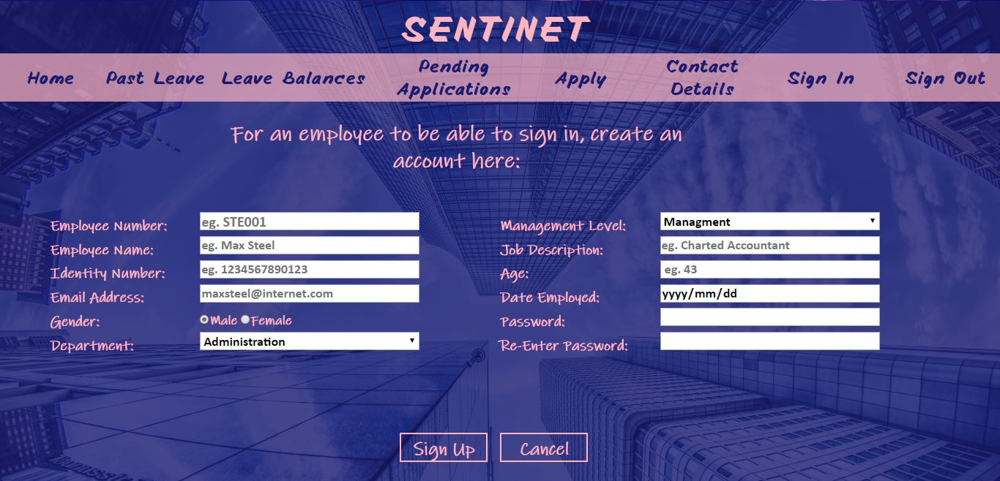 SENTINET
Home Past Leave Leave Balances Pending Applications Apply Contact Details Sign In Sign Out
For an employee to be able to sign in, create an
account here:
Employee Number: eg. STE001 Management Level: Managment
Employee Name: eg. Max Steel Job Description: eg. Charted Accountant
Identity Number: eg. 1234567890123 Age: eg. 43
Email Address: maxsteel@internet.com Date Employed: yyyy/mm/dd
Gender: Male Female Password:
Department: Administration Re-Enter Password:
Sign Up Cancel